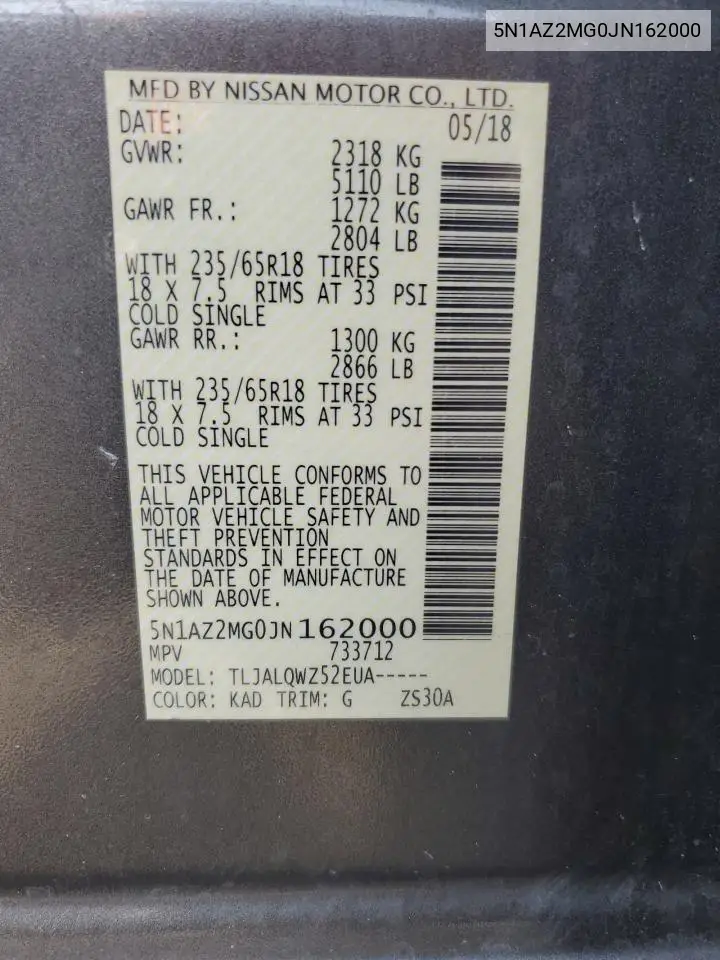 5N1AZ2MG0JN162000
MFD BY NISSAN MOTOR CO., LTD.
DATE: 05/18
GVWR: 2318 KG
5110 LB
GAWR FR.: 1272 KG
2804 LB
WITH 235/65R18 TIRES
18 X 7.5 RIMS AT 33 PSI
COLD SINGLE
GAWR RR.: 1300 KG
2866 LB
WITH 235/65R18 TIRES
18 X 7.5 RIMS AT 33 PSI
COLD SINGLE
THIS VEHICLE CONFORMS TO
ALL APPLICABLE FEDERAL
MOTOR VEHICLE SAFETY AND
THEFT PREVENTION
STANDARDS IN EFFECT ON
THE DATE OF MANUFACTURE
SHOWN ABOVE.
5N1AZ2MG0JN162000
MPV 733712
MODEL: TLJALQWZ52EUA-----
COLOR: KAD TRIM: G ZS30A